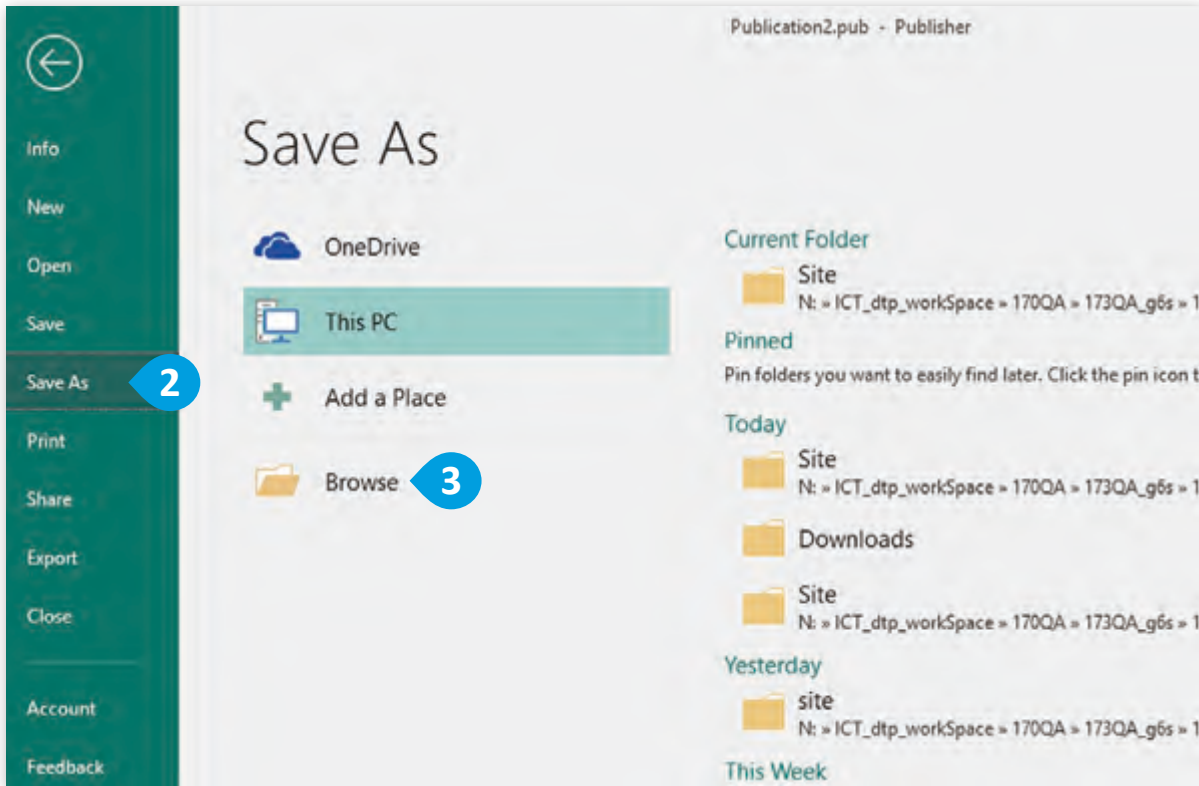 Publication2.pub - Publisher
Info
New
Open
Save
Save As
2
Print
Share
Export
Close
Account
Feedback
Save As
OneDrive
This PC
Add a Place
Browse
3
Current Folder
Site
N: » ICT_dtp_workSpace » 170QA » 173QA_g6s » 1
Pinned
Pin folders you want to easily find later. Click the pin icon t
Today
Site
N: » ICT_dtp_workSpace » 170QA » 173QA_g6s » 1
Downloads
Site
N: » ICT_dtp_workSpace » 170QA » 173QA_g6s » 1
Yesterday
site
N: » ICT_dtp_workSpace » 170QA » 173QA_g6s » 1
This Week